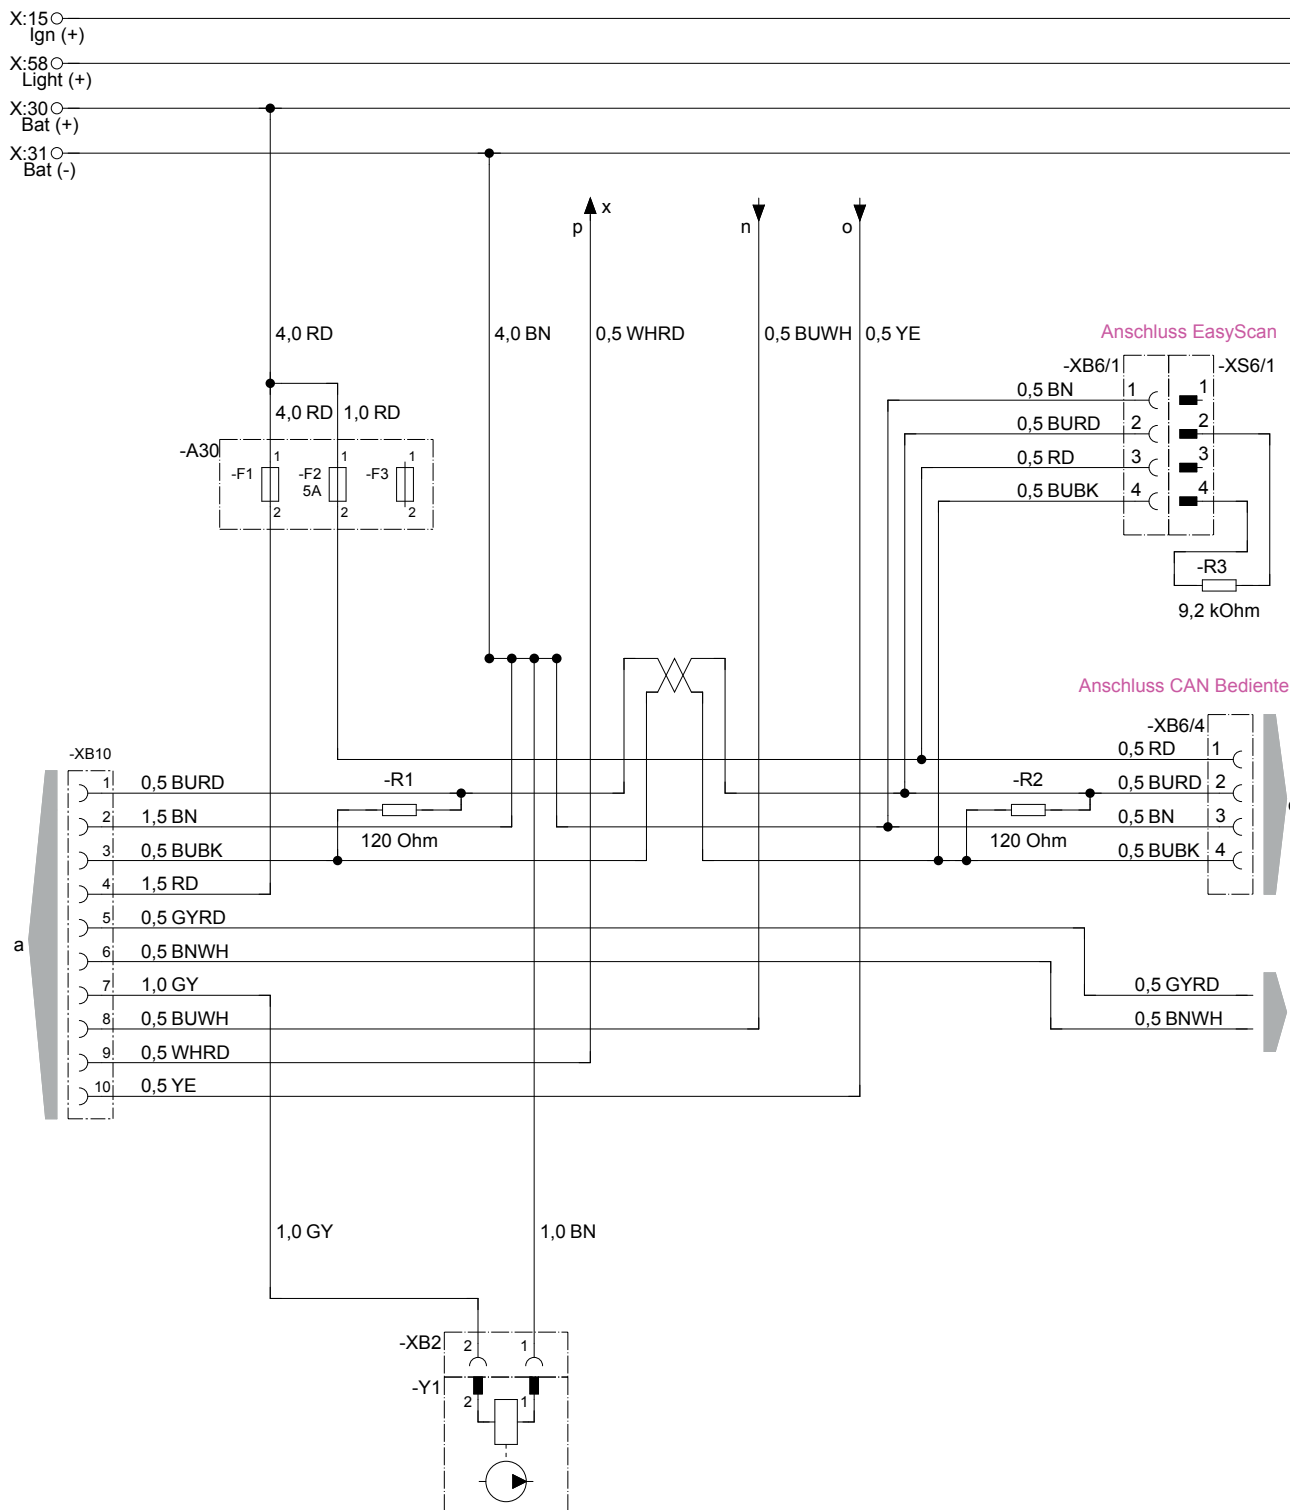 X:15
Ign (+)
X:58
Light (+)
X:30
Bat (+)
X:31
Bat (-)
p
x
n
o
4,0 RD
4,0 BN
0,5 WHRD
0,5 BUWH
0,5 YE
Anschluss EasyScan
-XB6/1
-XS6/1
0,5 BN
1
1
0,5 BURD
2
2
0,5 RD
3
3
0,5 BUBK
4
4
-R3
9,2 kOhm
4,0 RD
1,0 RD
-A30
1
1
1
-F1
-F2
5A
-F3
2
2
2
Anschluss CAN Bediente
-XB6/4
0,5 RD
1
0,5 BURD
2
0,5 BN
3
0,5 BUBK
4
-R1
120 Ohm
-R2
120 Ohm
-XB10
1
0,5 BURD
2
1,5 BN
3
0,5 BUBK
4
1,5 RD
5
0,5 GYRD
6
0,5 BNWH
7
1,0 GY
8
0,5 BUWH
9
0,5 WHRD
10
0,5 YE
a
0,5 GYRD
0,5 BNWH
1,0 GY
1,0 BN
-XB2
2
1
-Y1
2
1